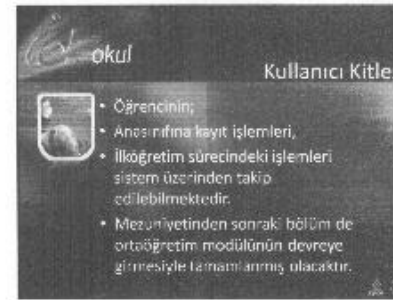 okul
Kullanıcı Kitle
• Öğrencinin;
• Anasınıfına kayıt işlemleri,
• İlköğretim sürecindeki işlemleri
sistem üzerinden takip
edilebilmektedir.
• Mezuniyetinden sonraki bölüm de
ortaöğretim modülünün devreye
girmesiyle tamamlanmış olacaktır.